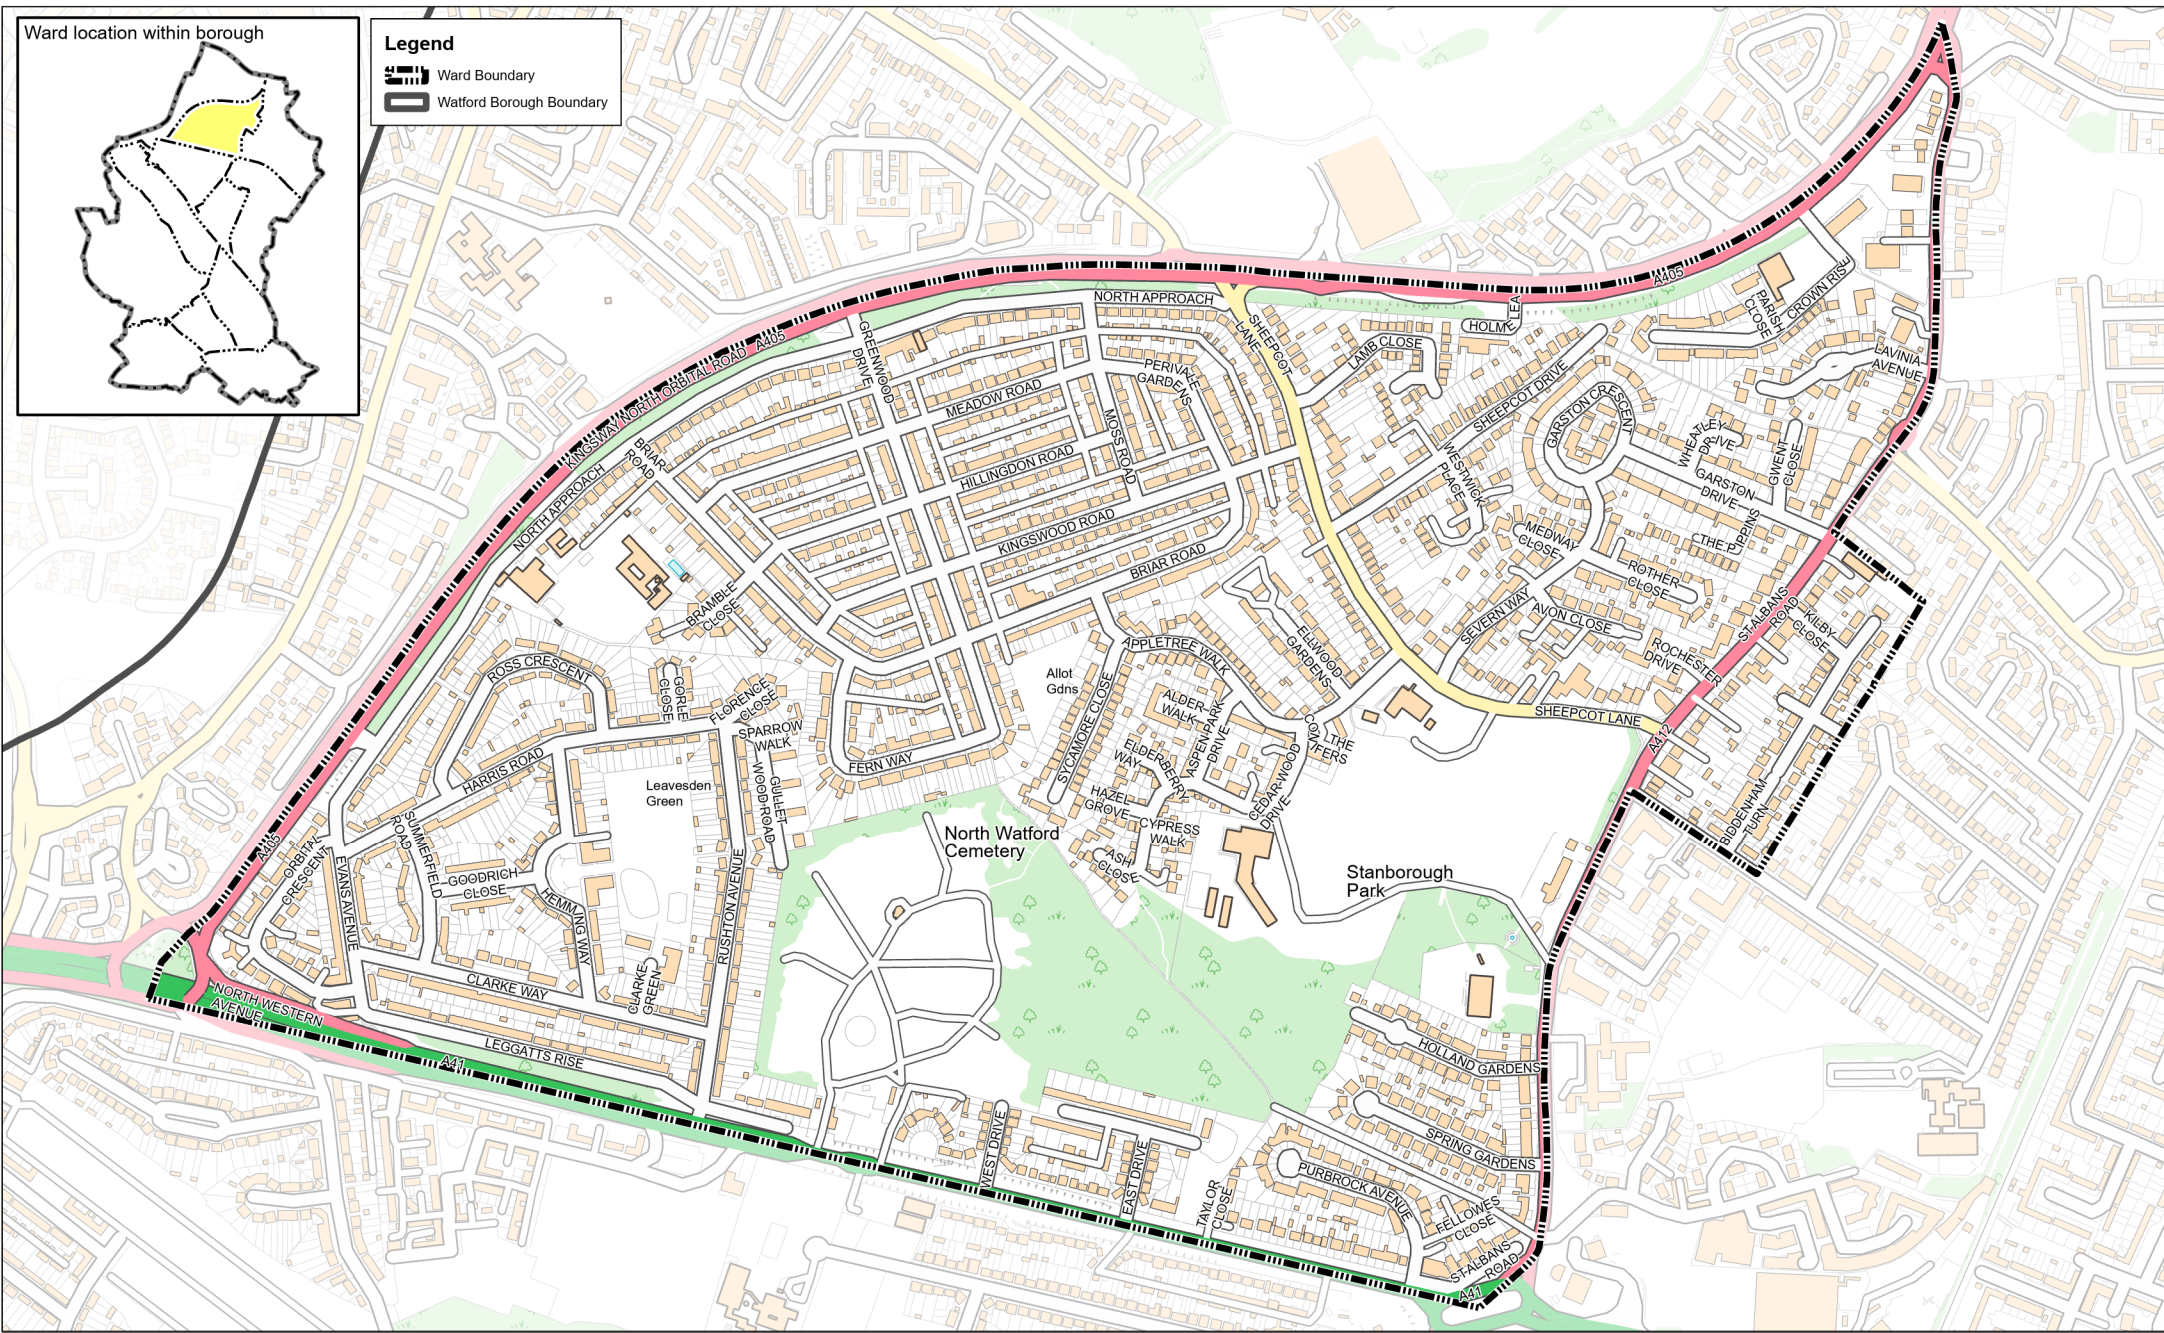 Ward location within borough
Legend
Ward Boundary
Watford Borough Boundary
A405
NORTH APPROACH
HOLME LEA
PARISH
CLOSE
CROWN RISE
SHEEPCOT
LANE
LAMB CLOSE
LAVINIA
AVENUE
KINGSWAY NORTH ORBITAL ROAD
A405
GREENWOOD
DRIVE
PERIVALE
GARDENS
MEADOW ROAD
MOSS ROAD
SHEEPCOT DRIVE
GARSTON CRESCENT
WHEATLEY
DRIVE
GWENT
CLOSE
BRIAR
ROAD
HILLINGDON ROAD
WESTWICK
PLACE
GARSTON
DRIVE
NORTH APPROACH
KINGSWOOD ROAD
MEDWAY
CLOSE
THE PIPPINS
BRIAR ROAD
ROTHER
CLOSE
BRAMBLE
CLOSE
SEVERN WAY
AVON CLOSE
ST ALBANS
ROAD
KILBY
CLOSE
ELLWOOD
GARDENS
APPLETREE WALK
ROCHESTER
DRIVE
ROSS CRESCENT
GORLE
CLOSE
FLORENCE
CLOSE
Allot
Gdns
SYCAMORE CLOSE
ALDER
WALK
ASPEN PARK
DRIVE
SHEEPCOT LANE
A412
SPARROW
WALK
THE
CONIFERS
HARRIS ROAD
FERN WAY
ELDERBERRY
WAY
CEDAR WOOD
DRIVE
Leavesden
Green
GULLET
WOOD ROAD
HAZEL
GROVE
CYPRESS
WALK
BIDDENHAM
TURN
A405
ORBITAL
CRESCENT
SUMMERFIELD
ROAD
North Watford
Cemetery
ASH
CLOSE
EVANS AVENUE
GOODRICH
CLOSE
RUSHTON AVENUE
Stanborough
Park
HEMMING WAY
CLARKE WAY
CLARKE
GREEN
NORTH WESTERN
AVENUE
LEGGATTS RISE
A41
HOLLAND GARDENS
WEST DRIVE
EAST DRIVE
SPRING GARDENS
TAYLOR
CLOSE
PURBROCK AVENUE
FELLOWES
CLOSE
ST ALBANS
ROAD
A41